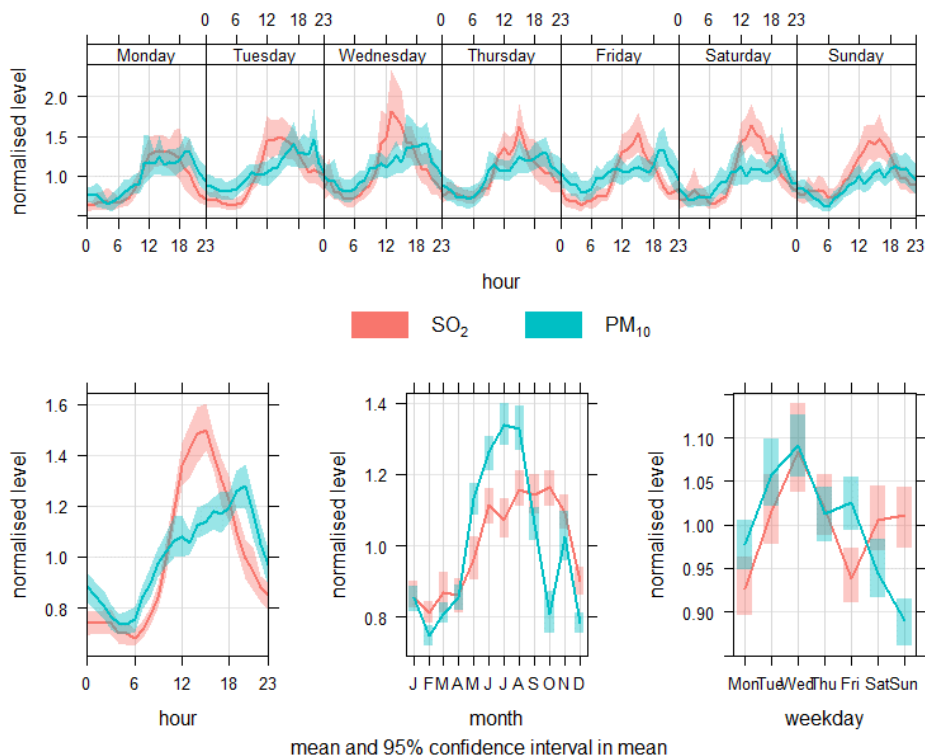 0 6 12 18 23 0 6 12 18 23 0 6 12 18 23
Monday Tuesday Wednesday Thursday Friday Saturday Sunday
normalised level
2.0
1.5
1.0
0 6 12 18 23 0 6 12 18 23 0 6 12 18 23 0 6 12 18 23
hour
SO₂ PM₁₀
normalised level
1.6
1.4
1.2
1.0
0.8
0 6 12 18 23
hour
normalised level
1.4
1.2
1.0
0.8
J F M A M J J A S O N D
month
normalised level
1.10
1.05
1.00
0.95
0.90
Mon Tue Wed Thu Fri Sat Sun
weekday
mean and 95% confidence interval in mean